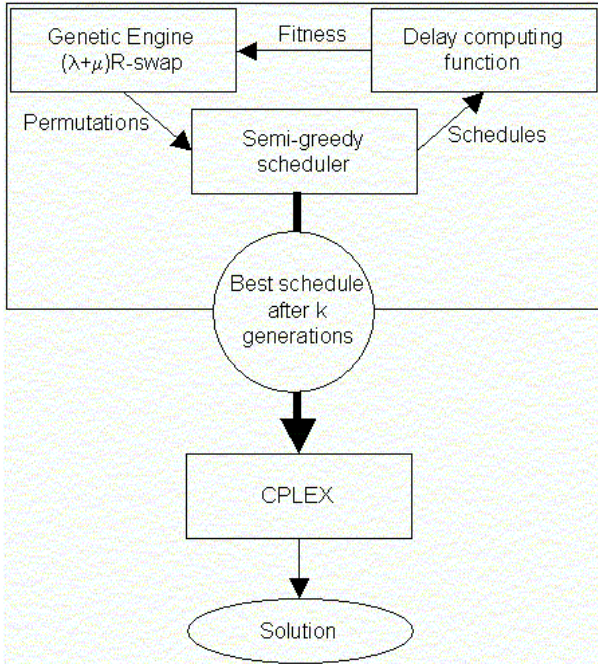 Genetic Engine
(λ+μ)R-swap
Fitness
Delay computing
function
Permutations
Semi-greedy
scheduler
Schedules
Best schedule
after k
generations
CPLEX
Solution